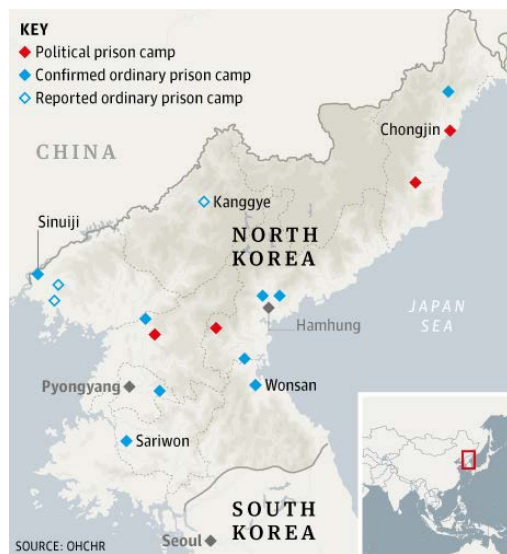 KEY
Political prison camp
Confirmed ordinary prison camp
Reported ordinary prison camp
Chongjin
CHINA
Kanggye
Sinuiji
NORTH
KOREA
JAPAN
SEA
Hamhung
Pyongyang
Wonsan
Sariwon
SOUTH
KOREA
Seoul
SOURCE: OHCHR